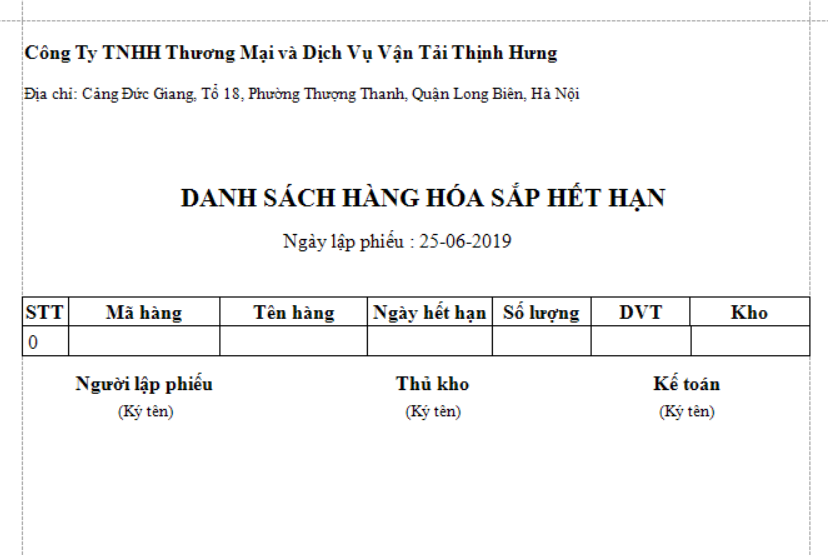 Công Ty TNHH Thương Mại và Dịch Vụ Vận Tải Thịnh Hưng
Địa chỉ: Cảng Đức Giang, Tổ 18, Phường Thượng Thanh, Quận Long Biên, Hà Nội
DANH SÁCH HÀNG HÓA SẮP HẾT HẠN
Ngày lập phiếu : 25-06-2019
STT Mã hàng Tên hàng Ngày hết hạn Số lượng DVT Kho
0
Người lập phiếu Thủ kho Kế toán
(Ký tên) (Ký tên) (Ký tên)